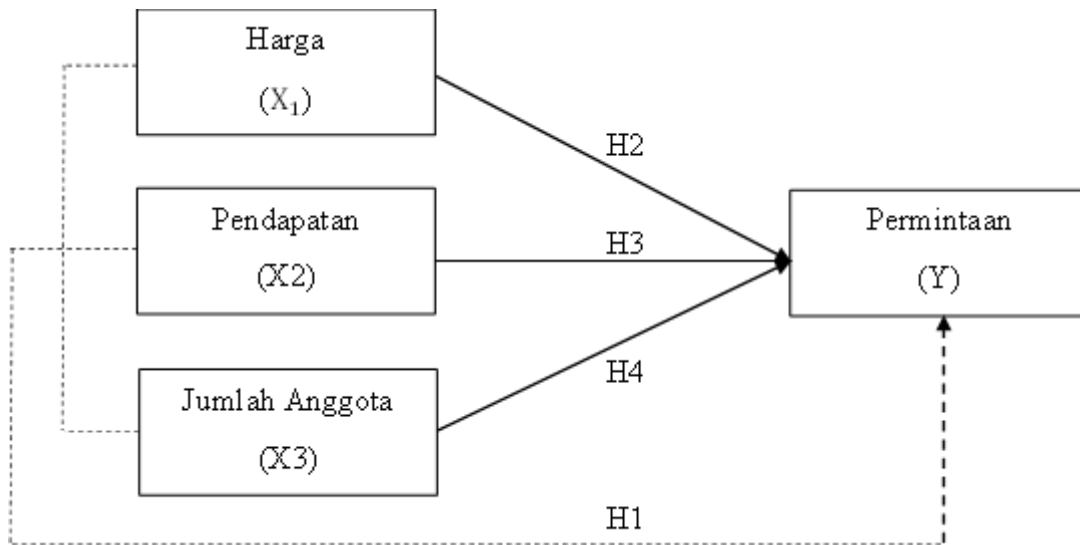 Harga
(X₁)
H2
Pendapatan
(X2)
H3
Permintaan
(Y)
Jumlah Anggota
(X3)
H4
H1